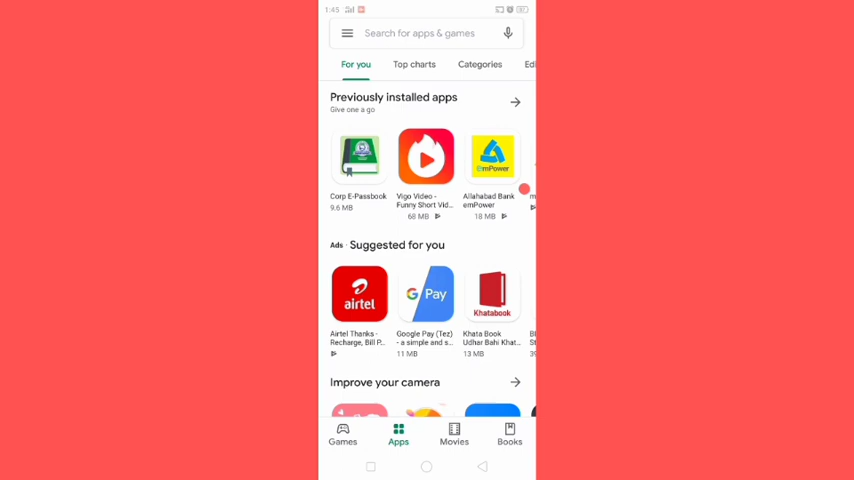 1:45
Search for apps & games
For you
Top charts
Categories
Edi
Previously installed apps
Give one a go
emPower
Corp E-Passbook
9.6 MB
Vigo Video -
Funny Short Vid...
68 MB
Allahabad Bank
emPower
18 MB
m
Ads · Suggested for you
airtel
G Pay
Khatabook
Airtel Thanks -
Recharge, Bill P...
Google Pay (Tez)
- a simple and s...
11 MB
Khata Book
Udhar Bahi Khat...
13 MB
St
39
Improve your camera
Games
Apps
Movies
Books